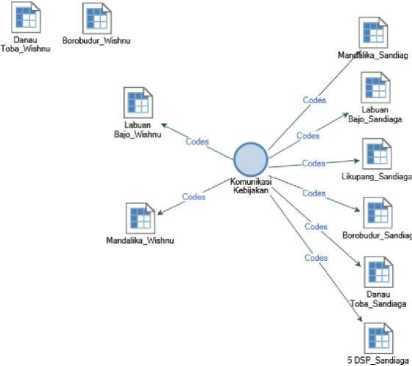 Danau
Toba_Wishnu
Borobudur_Wishnu
Mandalika_Sandiag
Codes
Labuan
Bajo_Sandiaga
Codes
Labuan
Bajo_Wishnu
Codes
Codes
Likupang_Sandiaga
Komunikasi
Kebijakan
Codes
Codes
Borobudur_Sandiag
Mandalika_Wishnu
Codes
Danau
Toba_Sandiaga
Codes
5 DSP_Sandiaga